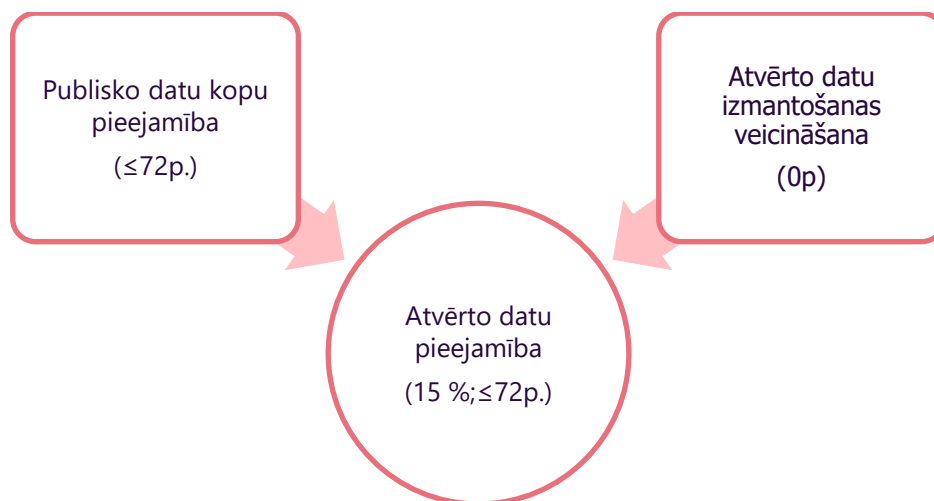 Publisko datu kopu
pieejamība
(≤72p.)
Atvērto datu
izmantošanas
veicināšana
(0p)
Atvērto datu
pieejamība
(15 %;≤72p.)